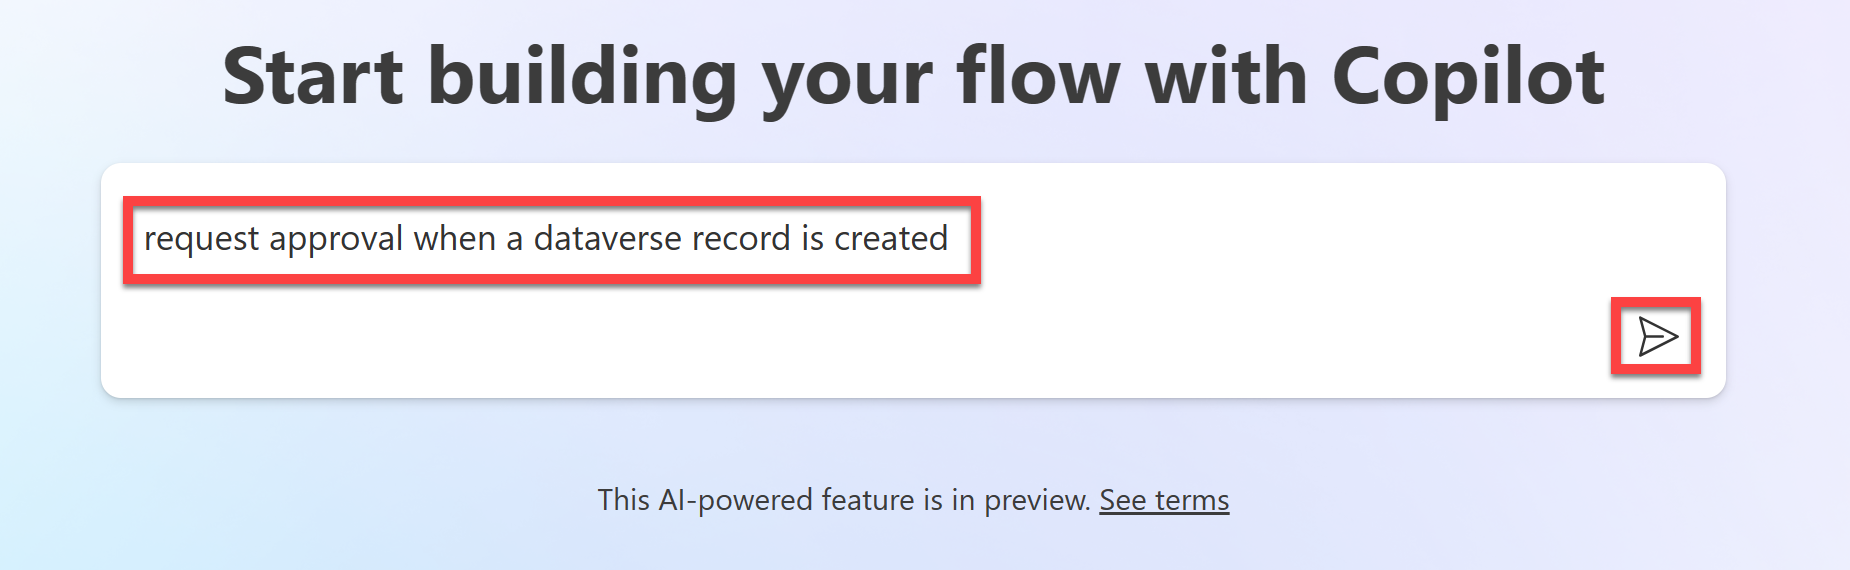 Start building your flow with Copilot
request approval when a dataverse record is created
This AI-powered feature is in preview. See terms